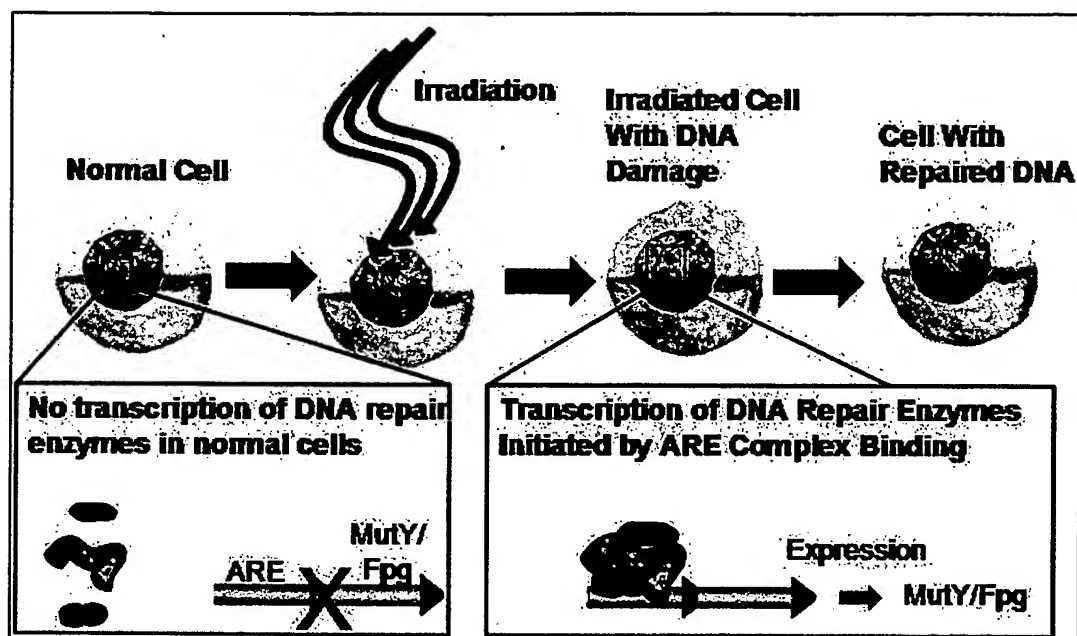 Normal Cell
Irradiation
Irradiated Cell
With DNA
Damage
Cell With
Repaired DNA
No transcription of DNA repair
enzymes in normal cells
ARE
MutY/
Fpg
Transcription of DNA Repair Enzymes
Initiated by ARE Complex Binding
Expression
MutY/Fpg